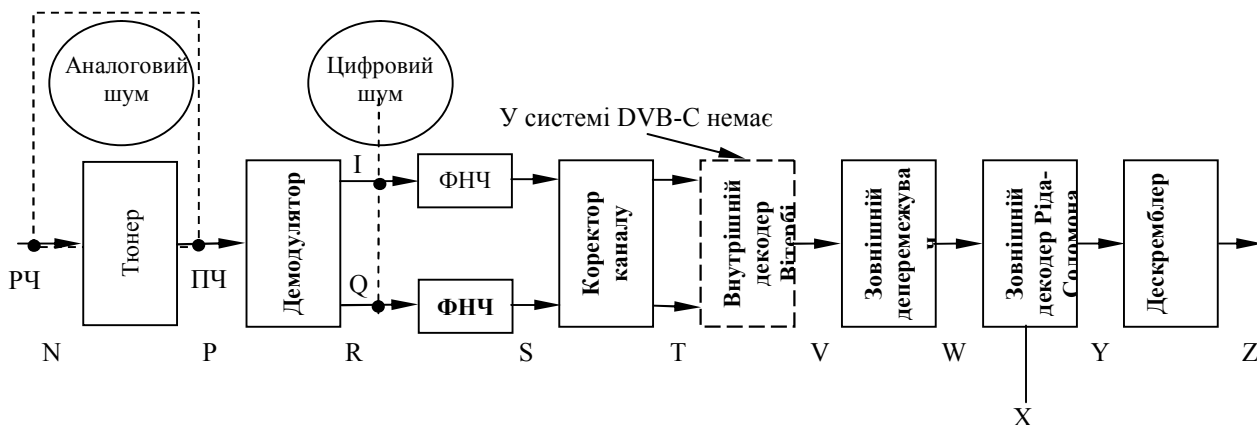 Аналоговий
шум
Цифровий
шум
У системі DVB-C немає
РЧ
Тюнер
ПЧ
Демодулятор
I
Q
ФНЧ
ФНЧ
Коректор
каналу
Внутрішній
декодер
Вітербі
Зовнішній
деперемежува
ч
Зовнішній
декодер Ріда-
Соломона
Дескремблер
N
P
R
S
T
V
W
Y
Z
X